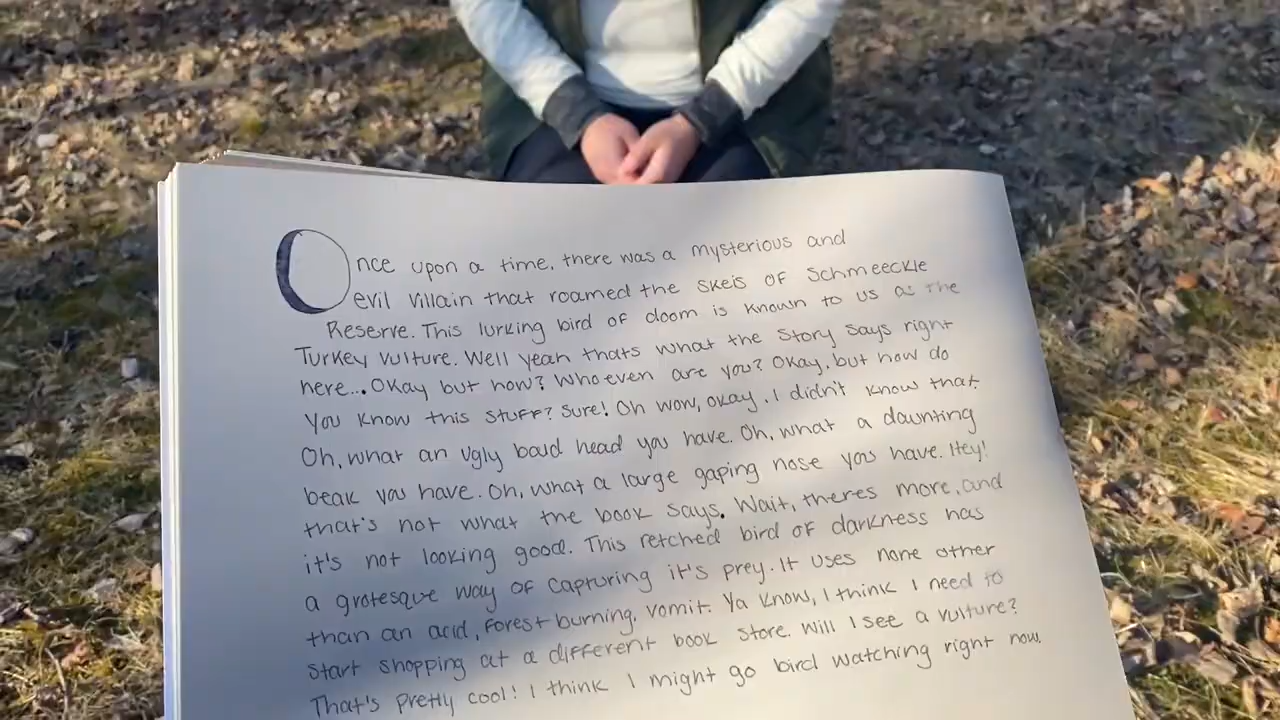 Once upon a time, there was a mysterious and
evil villain that roamed the skeis of Schmeeckle
Reserve. This lurking bird of doom is known to us as the
Turkey vulture. Well yeah thats what the story says right
here... Okay but how? Who even are you? Okay, but how do
you know this stuff? Sure! Oh wow, okay. I didn't know that.
Oh, what an ugly baud head you have. Oh, what a daunting
beak you have. Oh, what a large gaping nose you have. Hey!
that's not what the book says. Wait, theres more, and
it's not looking good. This retched bird of darkness has
a grotesque way of capturing it's prey. It uses none other
than an acid, forest burning, vomit. Ya know, I think I need to
start shopping at a different book store. Will I see a vulture?
That's pretty cool! I think I might go bird watching right now.